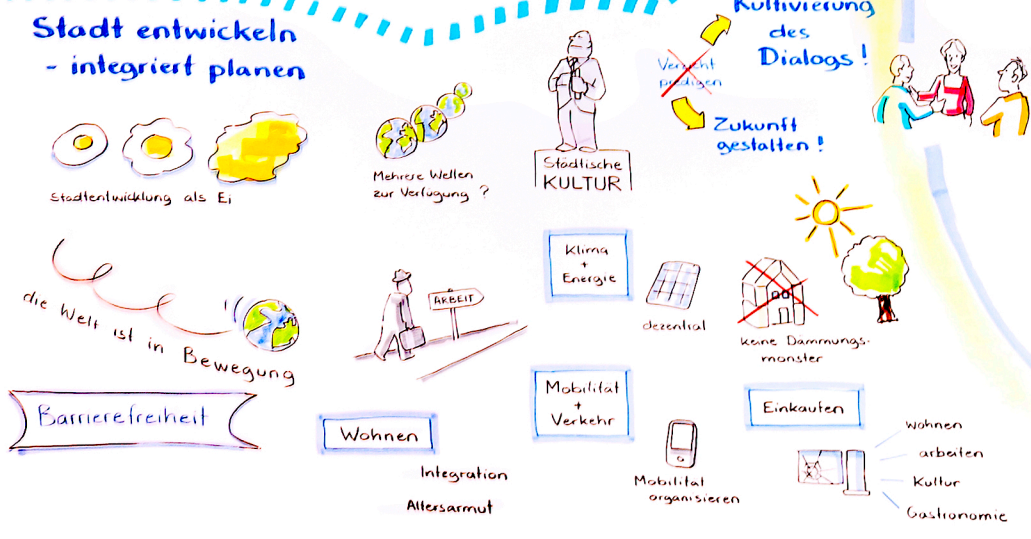 Stadt entwickeln
- integriert planen
Kultivierung
des
Dialogs!
Verzicht
predigen
Zukunft
gestalten!
Stadtentwicklung als Ei
Mehrere Wellen
zur Verfügung?
Städtische
KULTUR
Klima
+
Energie
dezentral
keine Dämmungs-
monster
die Welt ist in Bewegung
ARBEIT
Barrierefreiheit
Wohnen
Integration
Altersarmut
Mobilität
+
Verkehr
Mobilität
organisieren
Einkaufen
wohnen
arbeiten
Kultur
Gastronomie